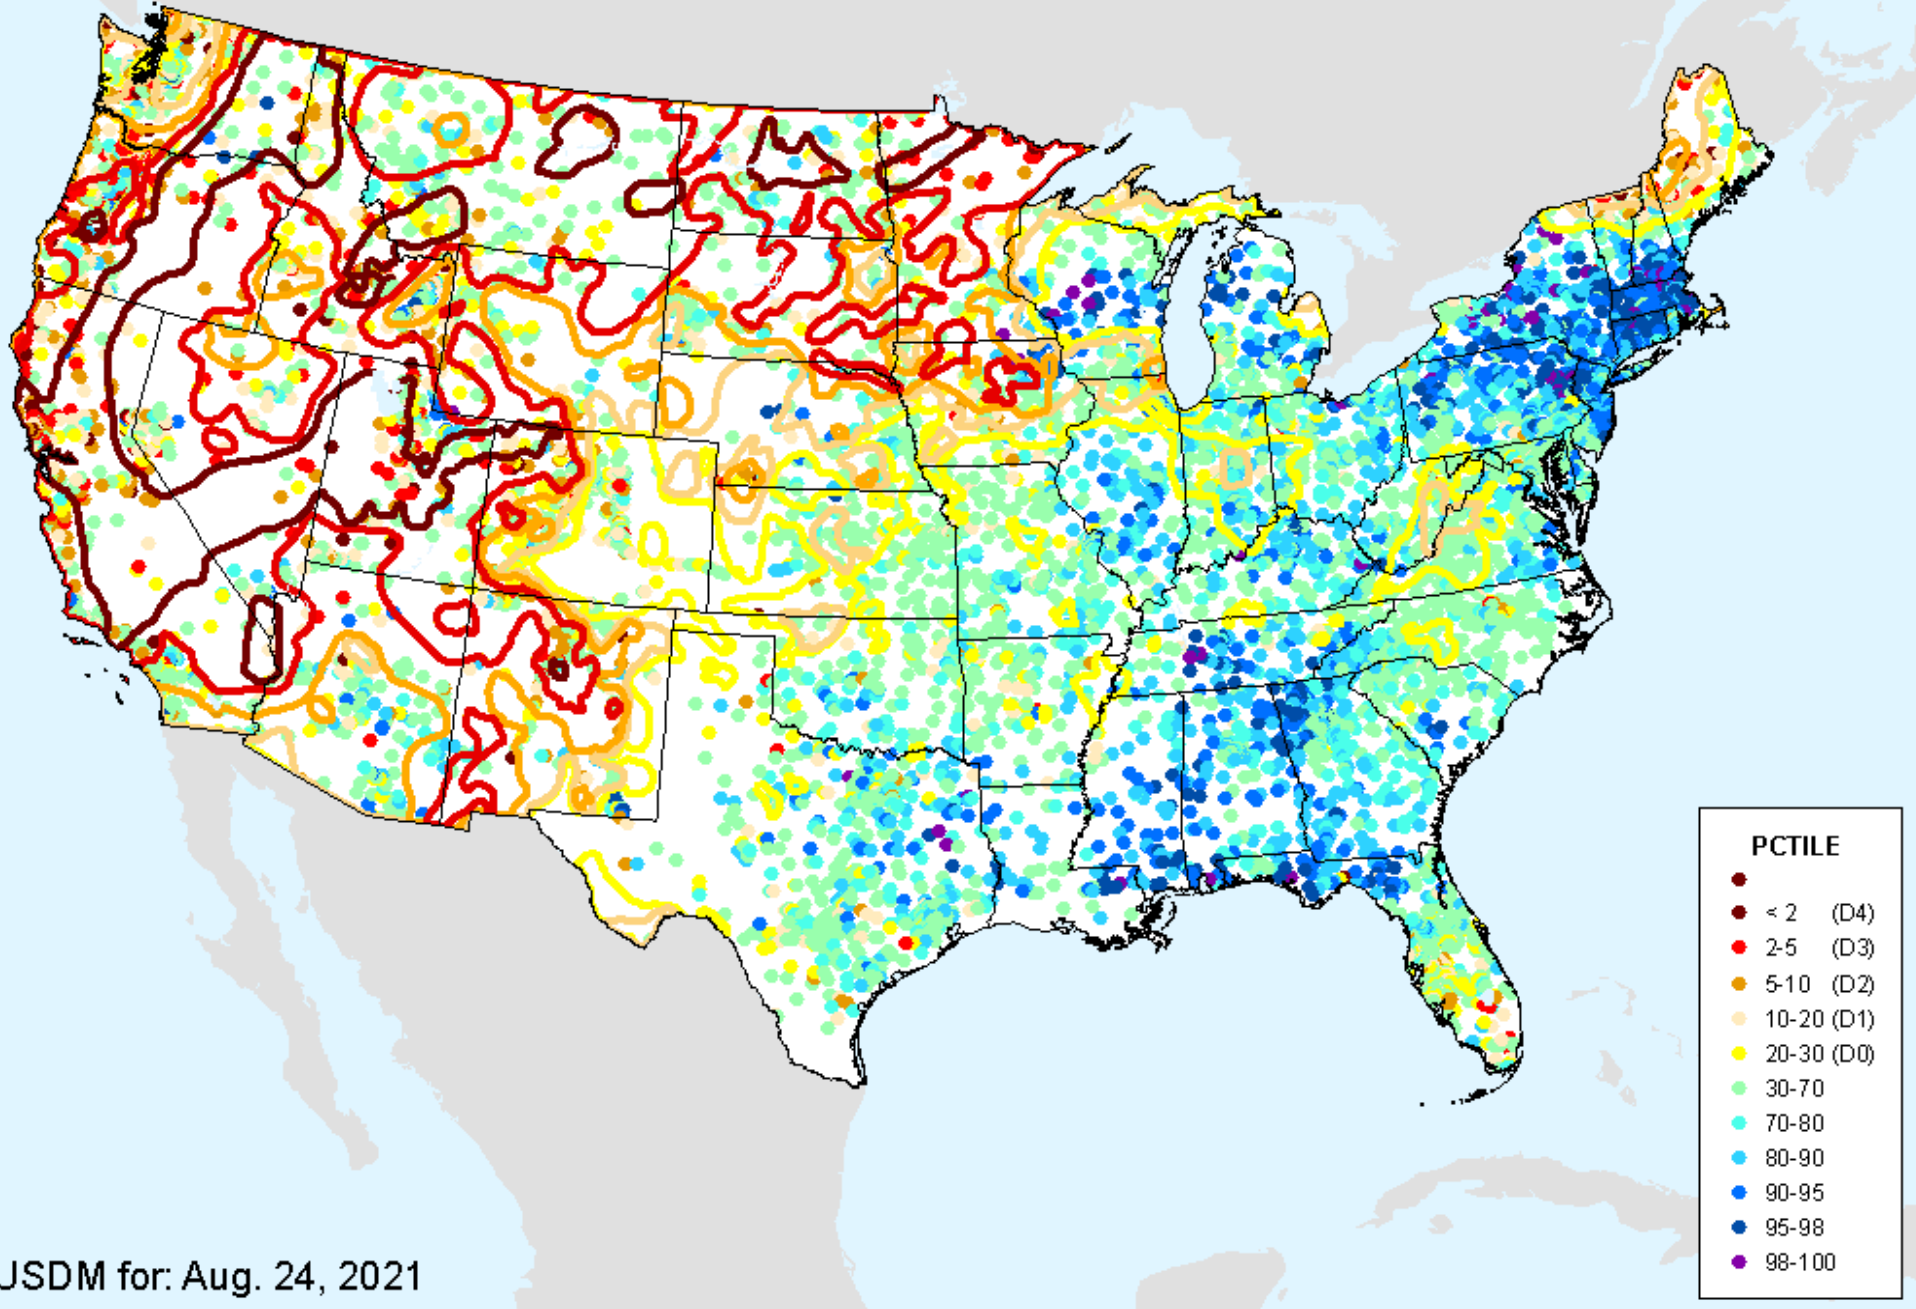 PCTILE
< 2 (D4)
2-5 (D3)
5-10 (D2)
10-20 (D1)
20-30 (D0)
30-70
70-80
80-90
90-95
95-98
98-100
USDM for: Aug. 24, 2021